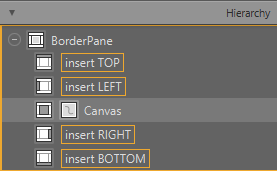 Hierarchy
BorderPane
insert TOP
insert LEFT
Canvas
insert RIGHT
insert BOTTOM